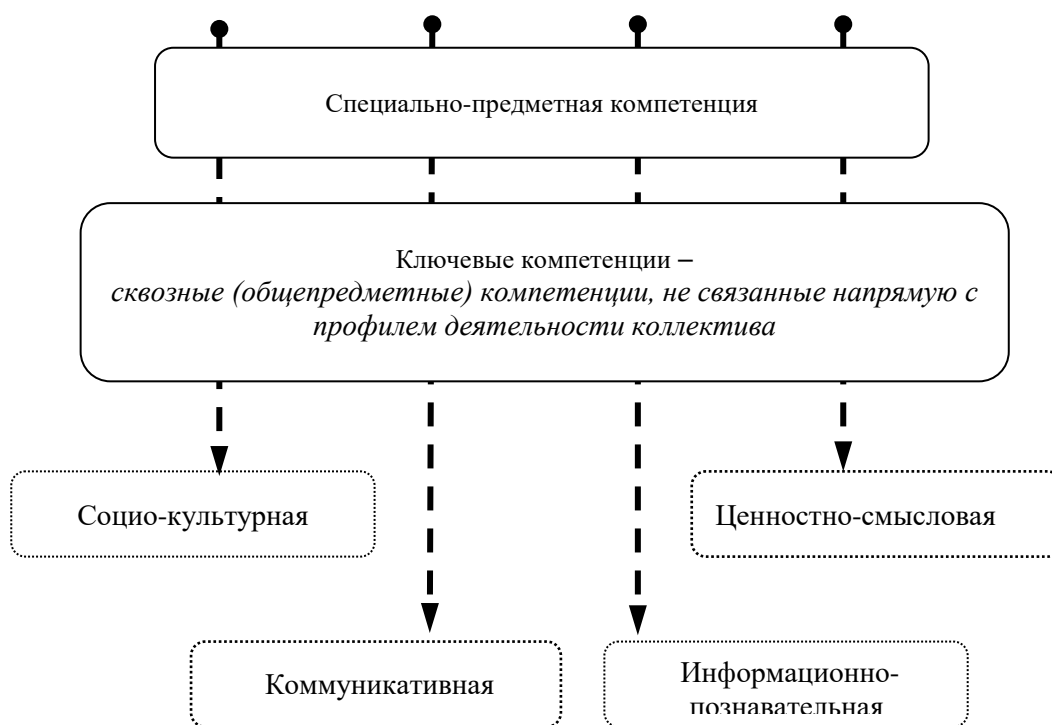 Специально-предметная компетенция
Ключевые компетенции –
сквозные (общепредметные) компетенции, не связанные напрямую с
профилем деятельности коллектива
Социо-культурная
Ценностно-смысловая
Коммуникативная
Информационно-
познавательная